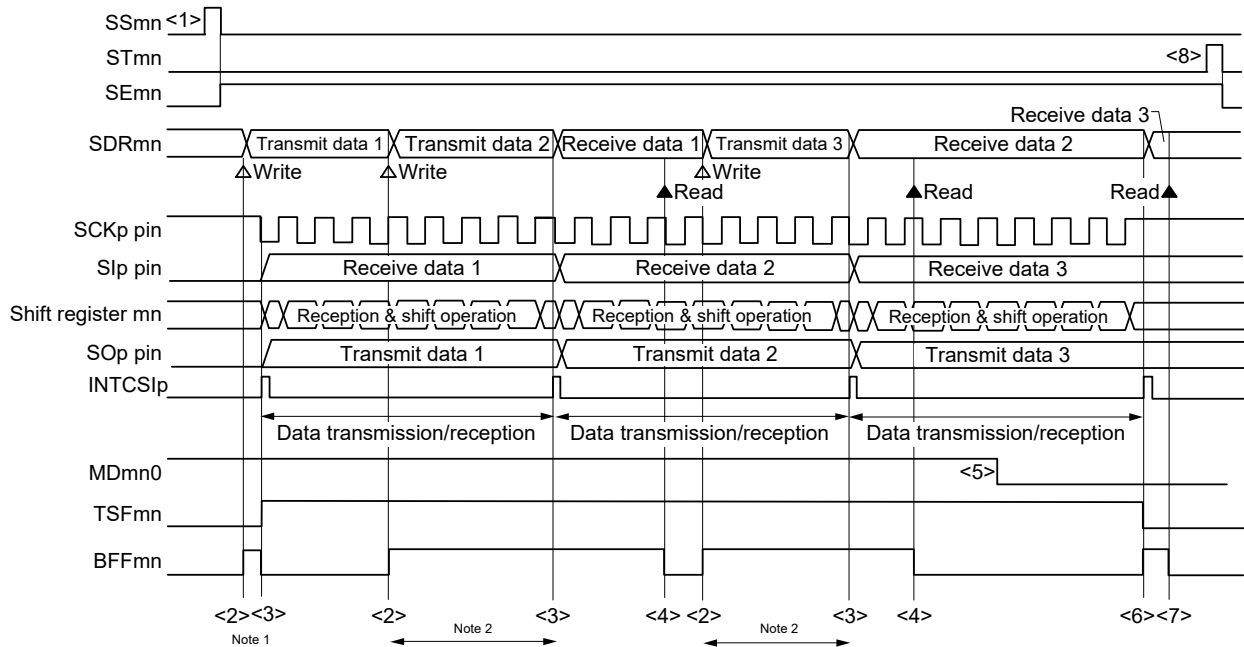 SSmn <1>
STmn <8>
SEmn
Receive data 3
SDRmn Transmit data 1 Transmit data 2 Receive data 1 Transmit data 3 Receive data 2
Write Write Write
Read Read Read
SCKp pin
SIp pin Receive data 1 Receive data 2 Receive data 3
Shift register mn Reception & shift operation Reception & shift operation Reception & shift operation
SOp pin Transmit data 1 Transmit data 2 Transmit data 3
INTCSIp
Data transmission/reception Data transmission/reception Data transmission/reception
MDmn0 <5>
TSFmn
BFFmn
<2> <3> <2> <3> <4> <2> <3> <4> <6> <7>
Note 1 Note 2 Note 2